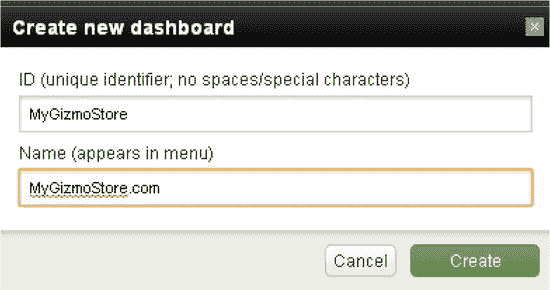 Create new dashboard
ID (unique identifier; no spaces/special characters)
MyGizmoStore
Name (appears in menu)
MyGizmoStore.com
Cancel
Create